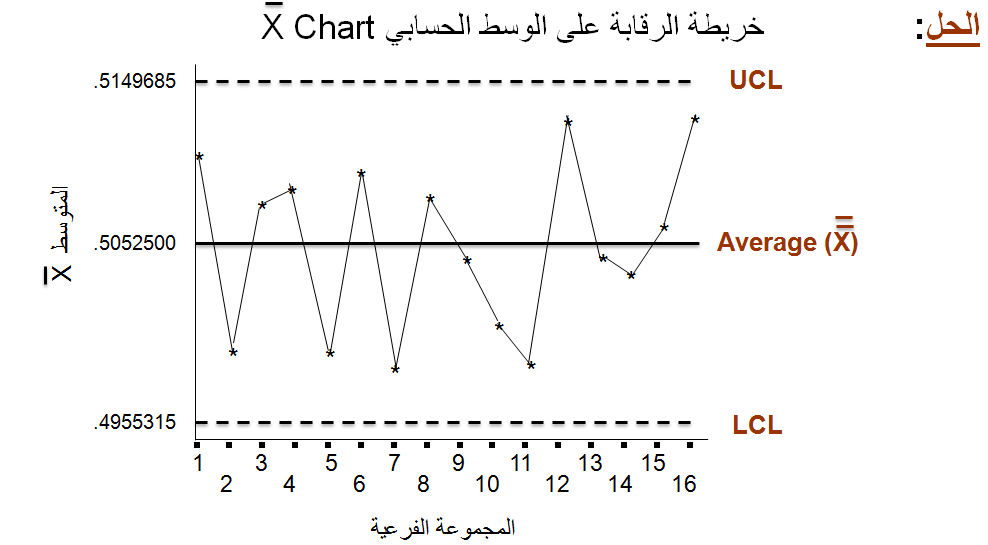 الحل:
خريطة الرقابة على الوسط الحسابي X̅ Chart
.5149685
UCL
المتوسط X̅
.5052500
Average (X̿)
.4955315
LCL
1 3 5 7 9 11 13 15
2 4 6 8 10 12 14 16
المجموعة الفرعية